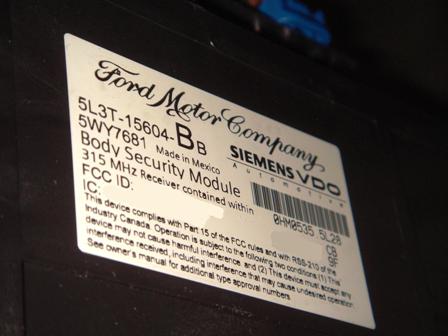 Ford Motor Company
5L3T-15604-BB
5WY7681 Made in Mexico
SIEMENS VDO
Automotive
Body Security Module
315 MHz Receiver contained within
FCC ID:
IC:
0HM0535 5L28
CB
9F
This device complies with Part 15 of the FCC rules and with RSS-210 of
Industry Canada. Operation is subject to the following two conditions (1) This
device may not cause harmful interference, and (2) This device must accept any
interference received, including interference that may cause undesired operation
See owner's manual for additional type approval numbers.